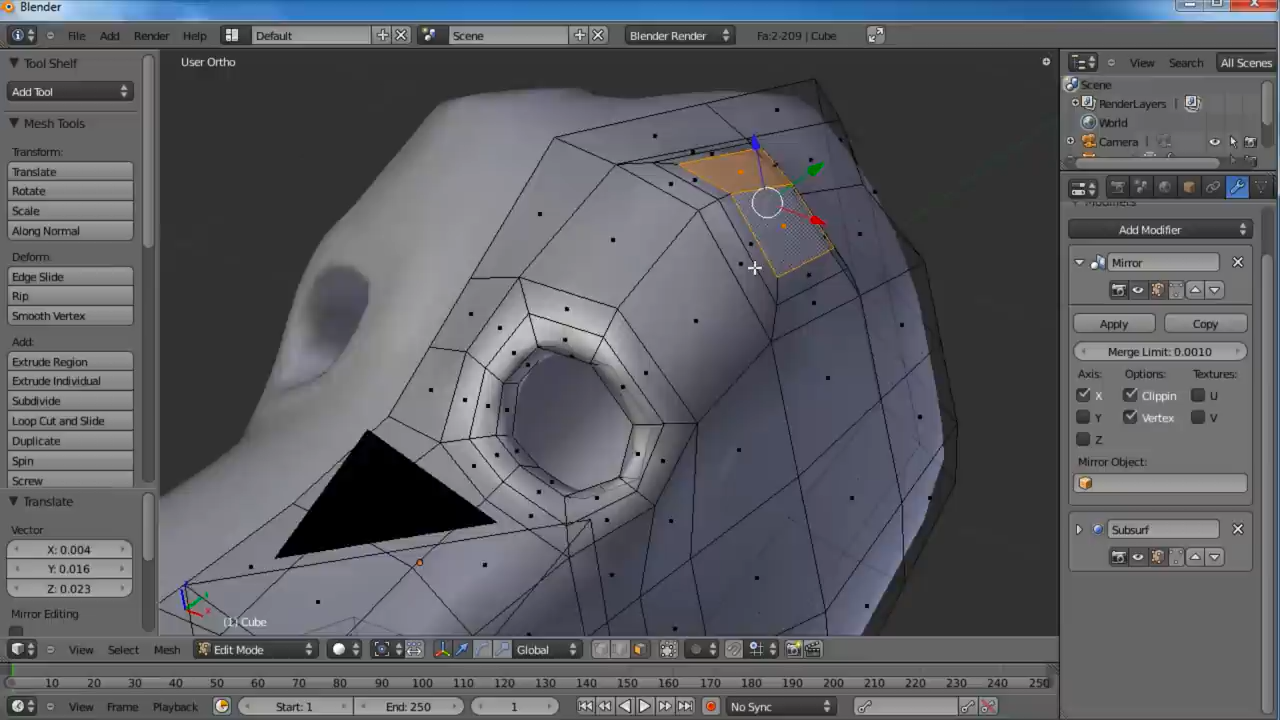 Blender
File Add Render Help Default Scene Blender Render Fa:2-209 | Cube
User Ortho
Tool Shelf
Add Tool
Mesh Tools
Transform:
Translate
Rotate
Scale
Along Normal
Deform:
Edge Slide
Rip
Smooth Vertex
Add:
Extrude Region
Extrude Individual
Subdivide
Loop Cut and Slide
Duplicate
Spin
Screw
Translate
Vector
X: 0.004
Y: 0.016
Z: 0.023
Mirror Editing
(1) Cube
View Search All Scenes
Scene
RenderLayers
World
Camera
Modifiers
Add Modifier
Mirror
Apply Copy
Merge Limit: 0.0010
Axis: Options: Textures:
X Clippin U
Y Vertex V
Z
Mirror Object:
Subsurf
View Select Mesh Edit Mode Global
10 20 30 40 50 60 70 80 90 100 110 120 130 140 150 160 170 180 190 200 210 220 230 240 250
View Frame Playback Start: 1 End: 250 1 No Sync